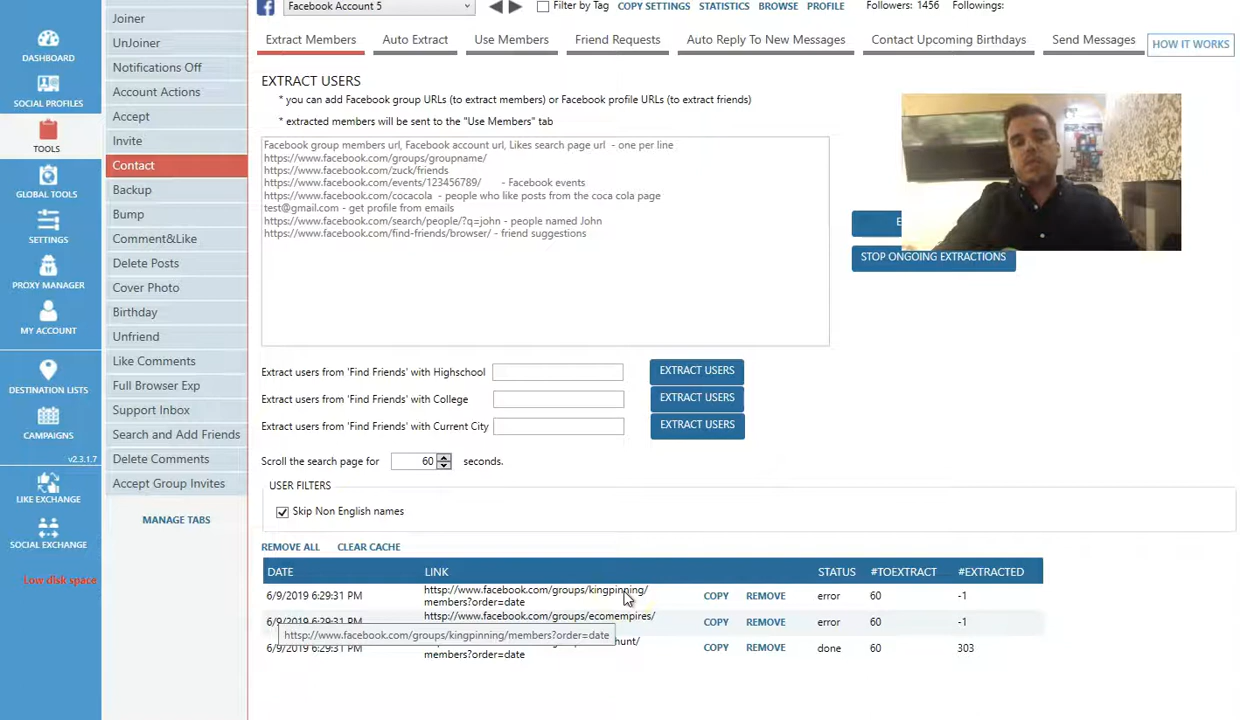 Facebook Account 5
Filter by Tag
COPY SETTINGS
STATISTICS
BROWSE
PROFILE
Followers: 1456
Followings:
DASHBOARD
SOCIAL PROFILES
TOOLS
GLOBAL TOOLS
SETTINGS
PROXY MANAGER
MY ACCOUNT
DESTINATION LISTS
CAMPAIGNS
v2.3.1.7
LIKE EXCHANGE
SOCIAL EXCHANGE
Low disk space
Joiner
UnJoiner
Notifications Off
Account Actions
Accept
Invite
Contact
Backup
Bump
Comment&Like
Delete Posts
Cover Photo
Birthday
Unfriend
Like Comments
Full Browser Exp
Support Inbox
Search and Add Friends
Delete Comments
Accept Group Invites
MANAGE TABS
Extract Members
Auto Extract
Use Members
Friend Requests
Auto Reply To New Messages
Contact Upcoming Birthdays
Send Messages
HOW IT WORKS
EXTRACT USERS
* you can add Facebook group URLs (to extract members) or Facebook profile URLs (to extract friends)
* extracted members will be sent to the "Use Members" tab
Facebook group members url, Facebook account url, Likes search page url - one per line
https://www.facebook.com/groups/groupname/
https://www.facebook.com/zuck/friends
https://www.facebook.com/events/123456789/ - Facebook events
https://www.facebook.com/cocacola - people who like posts from the coca cola page
test@gmail.com - get profile from emails
https://www.facebook.com/search/people/?q=john - people named John
https://www.facebook.com/find-friends/browser/ - friend suggestions
E
STOP ONGOING EXTRACTIONS
Extract users from 'Find Friends' with Highschool
EXTRACT USERS
Extract users from 'Find Friends' with College
EXTRACT USERS
Extract users from 'Find Friends' with Current City
EXTRACT USERS
Scroll the search page for 60 seconds.
USER FILTERS
Skip Non English names
REMOVE ALL
CLEAR CACHE
DATE LINK STATUS #TOEXTRACT #EXTRACTED
6/9/2019 6:29:31 PM
https://www.facebook.com/groups/kingpinning/
members?order=date
COPY REMOVE error 60 -1
https://www.facebook.com/groups/ecomempires/
6/9/2019 6:29:31 PM
COPY REMOVE error 60 -1
https://www.facebook.com/groups/kingpinning/members?order=date
hunt/
6/9/2019 6:29:31 PM
members?order=date
COPY REMOVE done 60 303